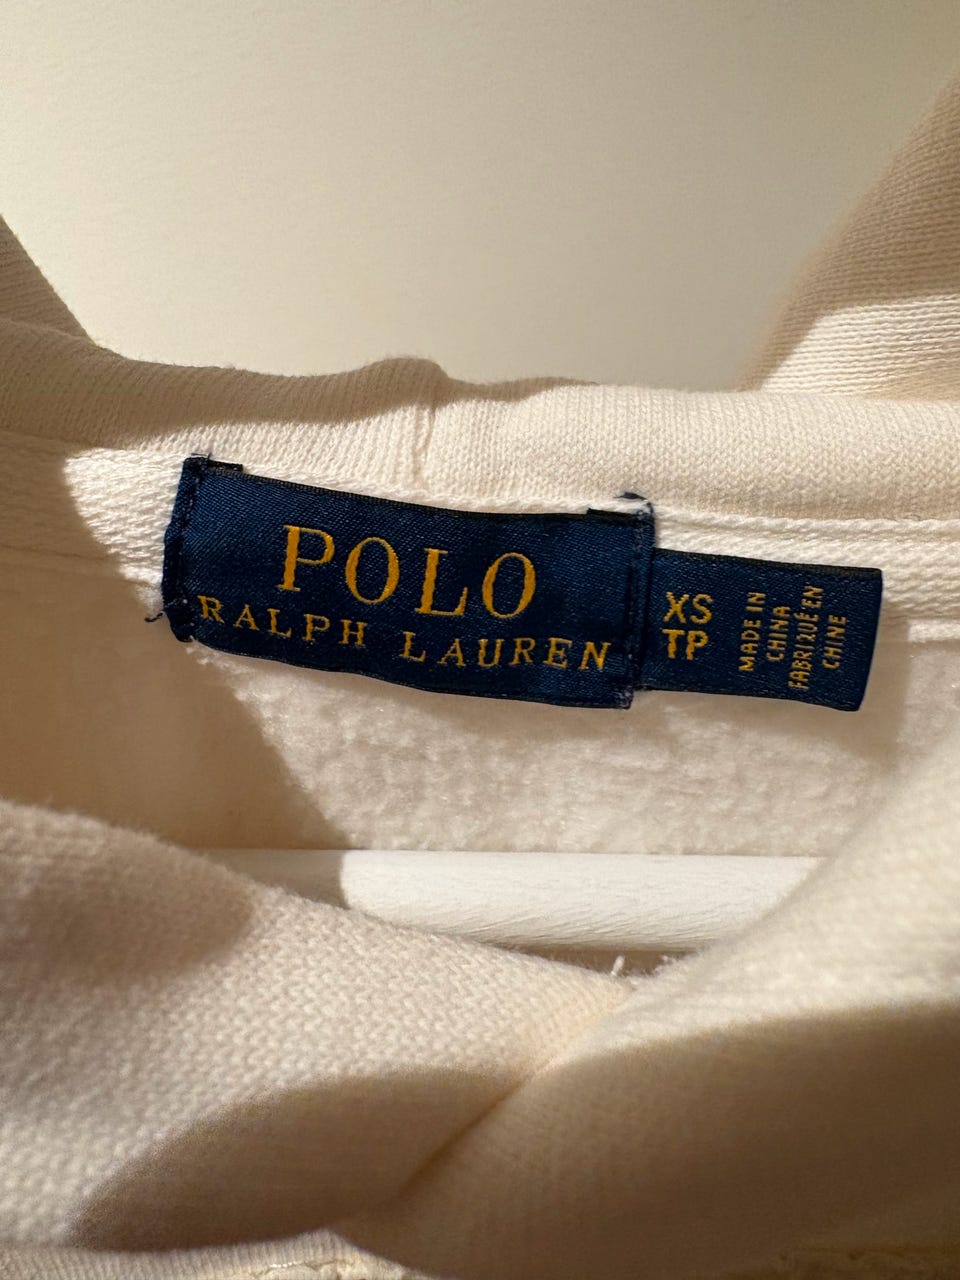 POLO
RALPH LAUREN
XS
TP
MADE IN
CHINA
FABRIQUÉ EN
CHINE